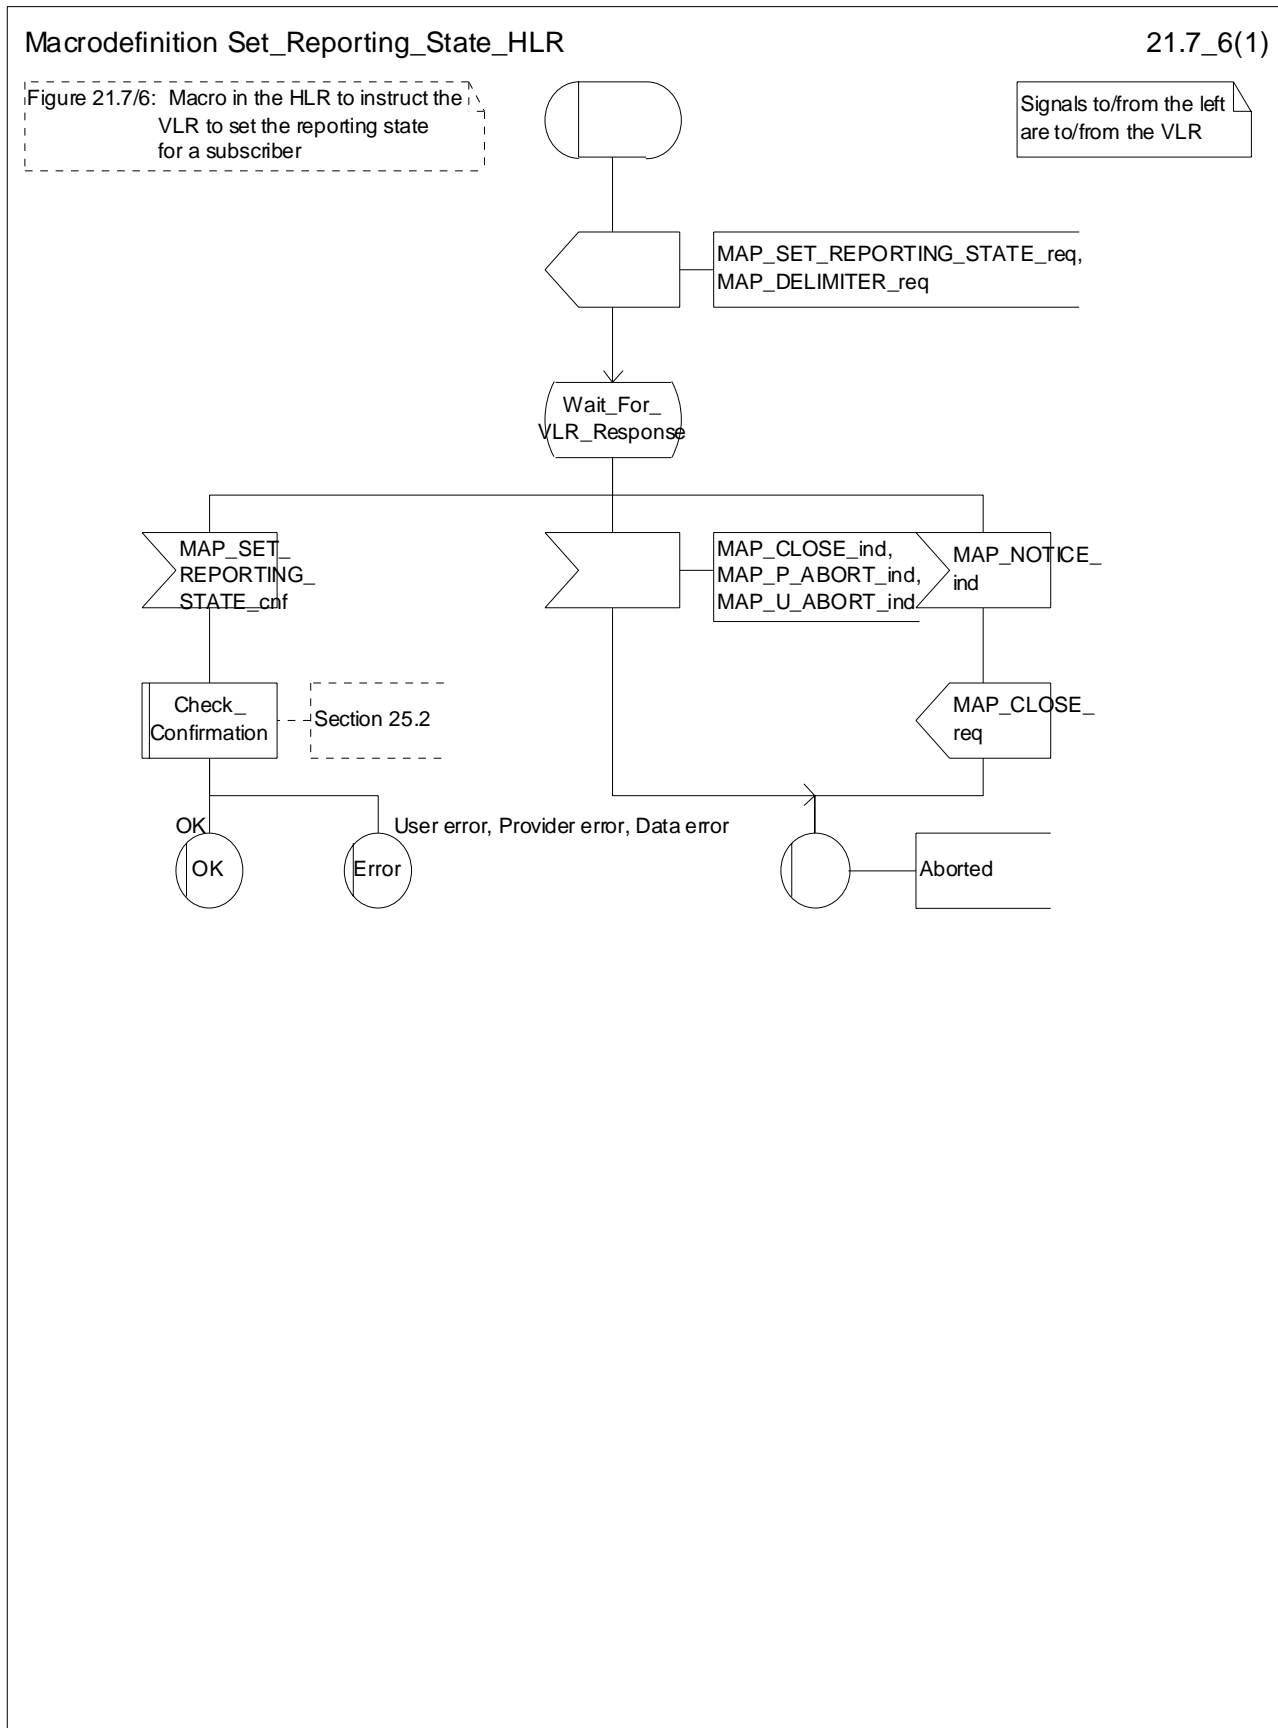 Macrodefinition Set_Reporting_State_HLR
21.7_6(1)
Figure 21.7/6: Macro in the HLR to instruct the
VLR to set the reporting state
for a subscriber
Signals to/from the left
are to/from the VLR
MAP_SET_REPORTING_STATE_req,
MAP_DELIMITER_req
Wait_For_
VLR_Response
MAP_SET_
REPORTING_
STATE_cnf
MAP_CLOSE_ind,
MAP_P_ABORT_ind,
MAP_U_ABORT_ind
MAP_NOTICE_
ind
Check_
Confirmation
Section 25.2
MAP_CLOSE_
req
OK
User error, Provider error, Data error
OK
Error
Aborted